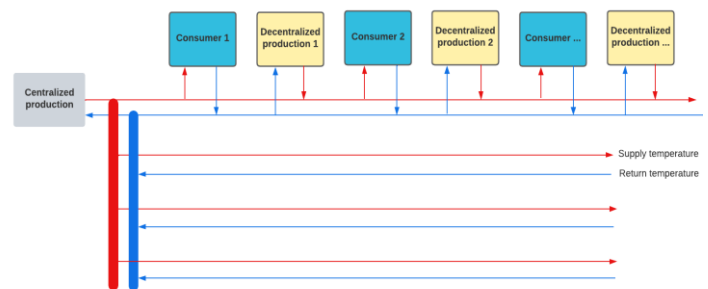 Consumer 1
Decentralized
production 1
Consumer 2
Decentralized
production 2
Consumer ...
Decentralized
production ...
Centralized
production
Supply temperature
Return temperature